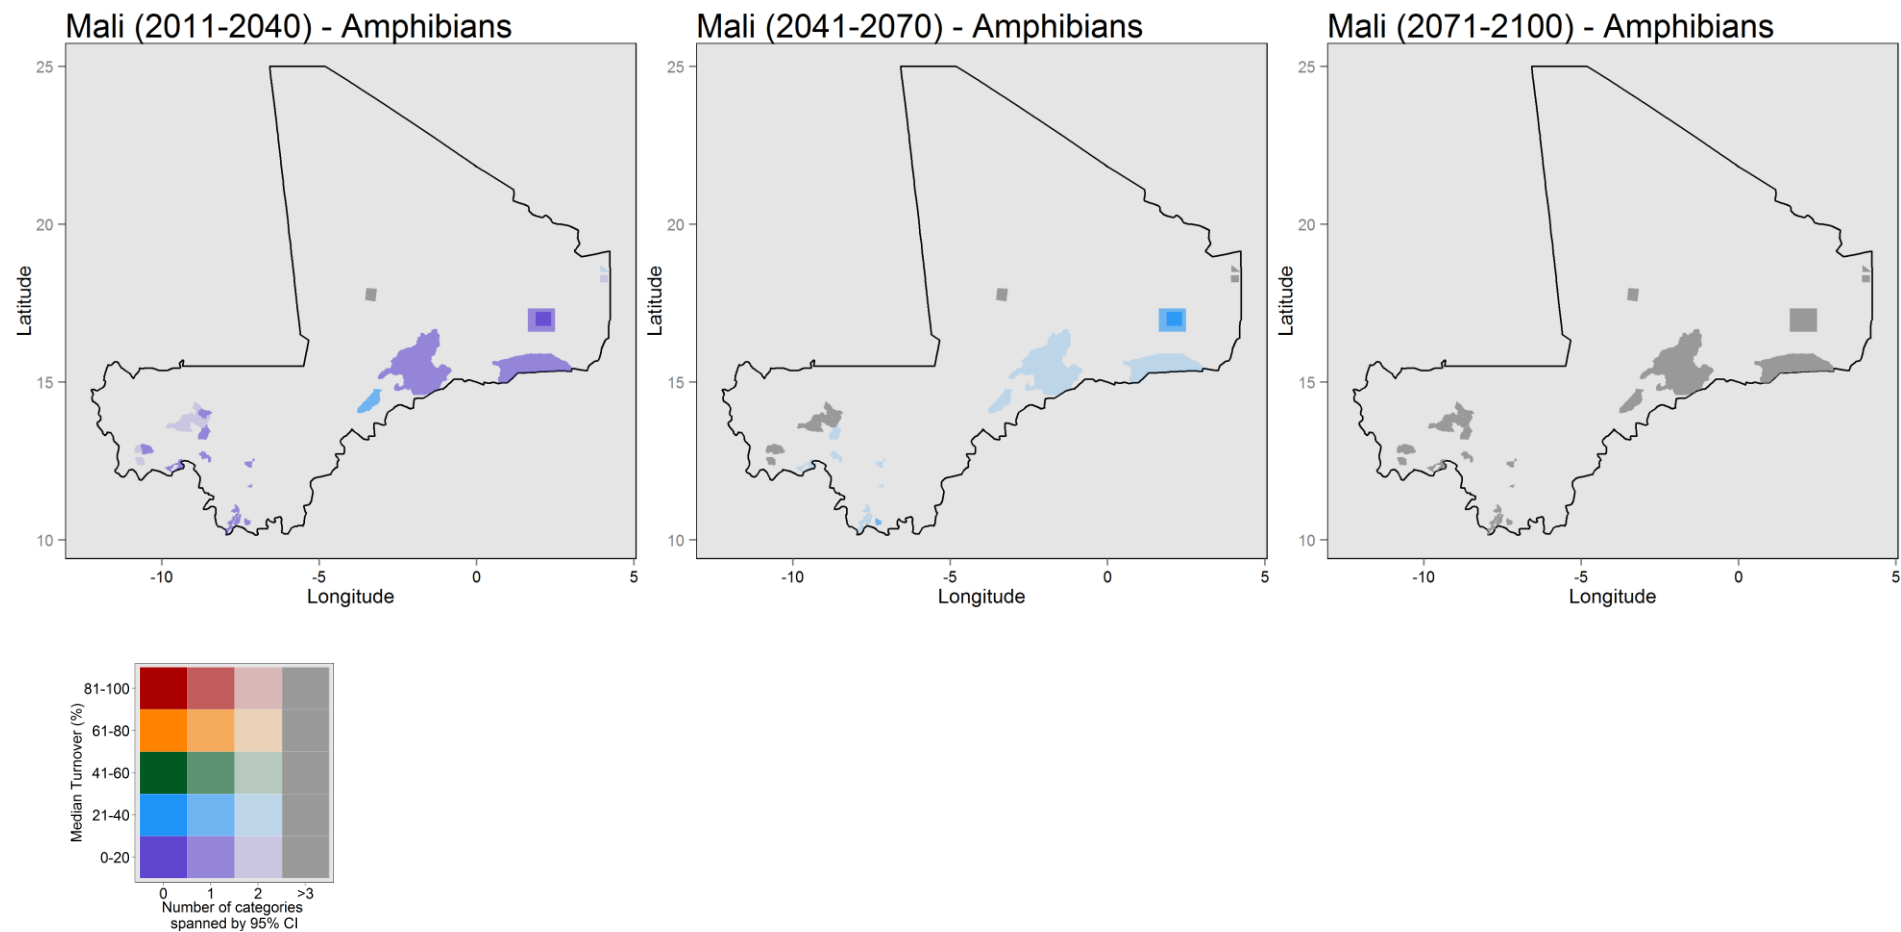 Mali (2011-2040) - Amphibians
Mali (2041-2070) - Amphibians
Mali (2071-2100) - Amphibians
25
20
15
10
Latitude
-10
-5
0
5
Longitude
25
20
15
10
Latitude
-10
-5
0
5
Longitude
25
20
15
10
Latitude
-10
-5
0
5
Longitude
Median Turnover (%)
81-100
61-80
41-60
21-40
0-20
0
1
2
>3
Number of categories
spanned by 95% CI